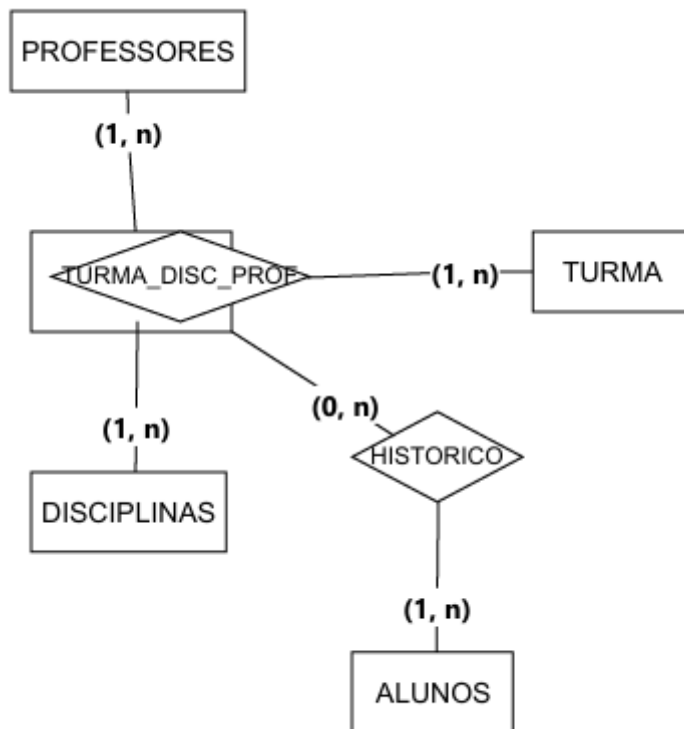 PROFESSORES
(1, n)
TURMA_DISC_PROF
(1, n)
TURMA
(0, n)
(1, n)
HISTORICO
DISCIPLINAS
(1, n)
ALUNOS